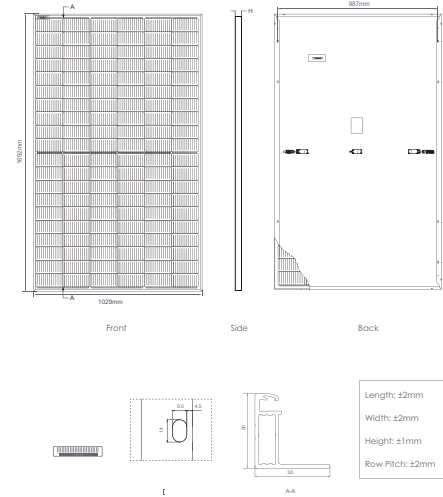 A
H
987mm
1692mm
A
1029mm
Front
Side
Back
9.0
4.5
14
30
30
A-A
Length: ±2mm
Width: ±2mm
Height: ±1mm
Row Pitch: ±2mm